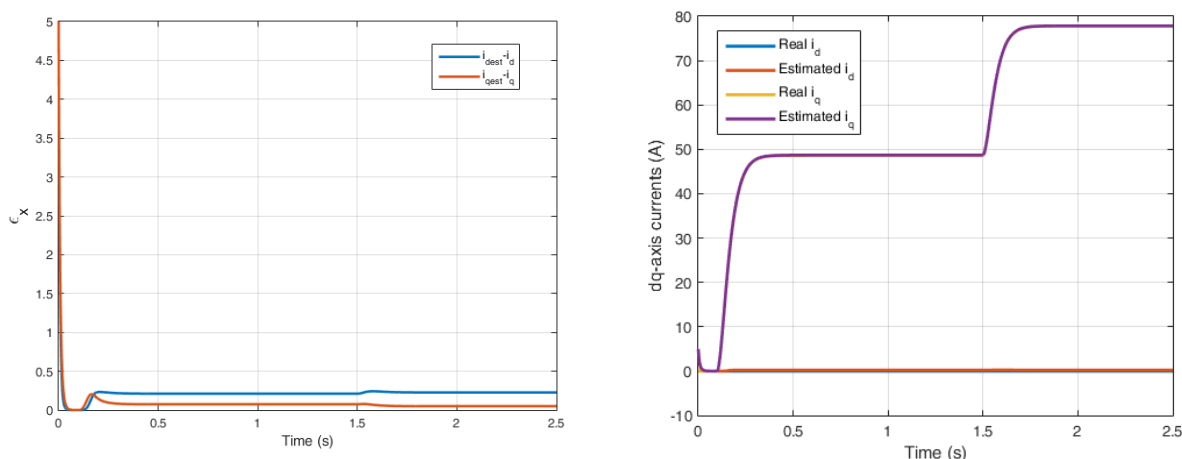 5
4.5
4
3.5
3
2.5
2
1.5
1
0.5
0
ϵx
i_dest-i_d
i_qest-i_q
0 0.5 1 1.5 2 2.5
Time (s)
80
70
60
50
40
30
20
10
0
-10
dq-axis currents (A)
Real i_d
Estimated i_d
Real i_q
Estimated i_q
0 0.5 1 1.5 2 2.5
Time (s)